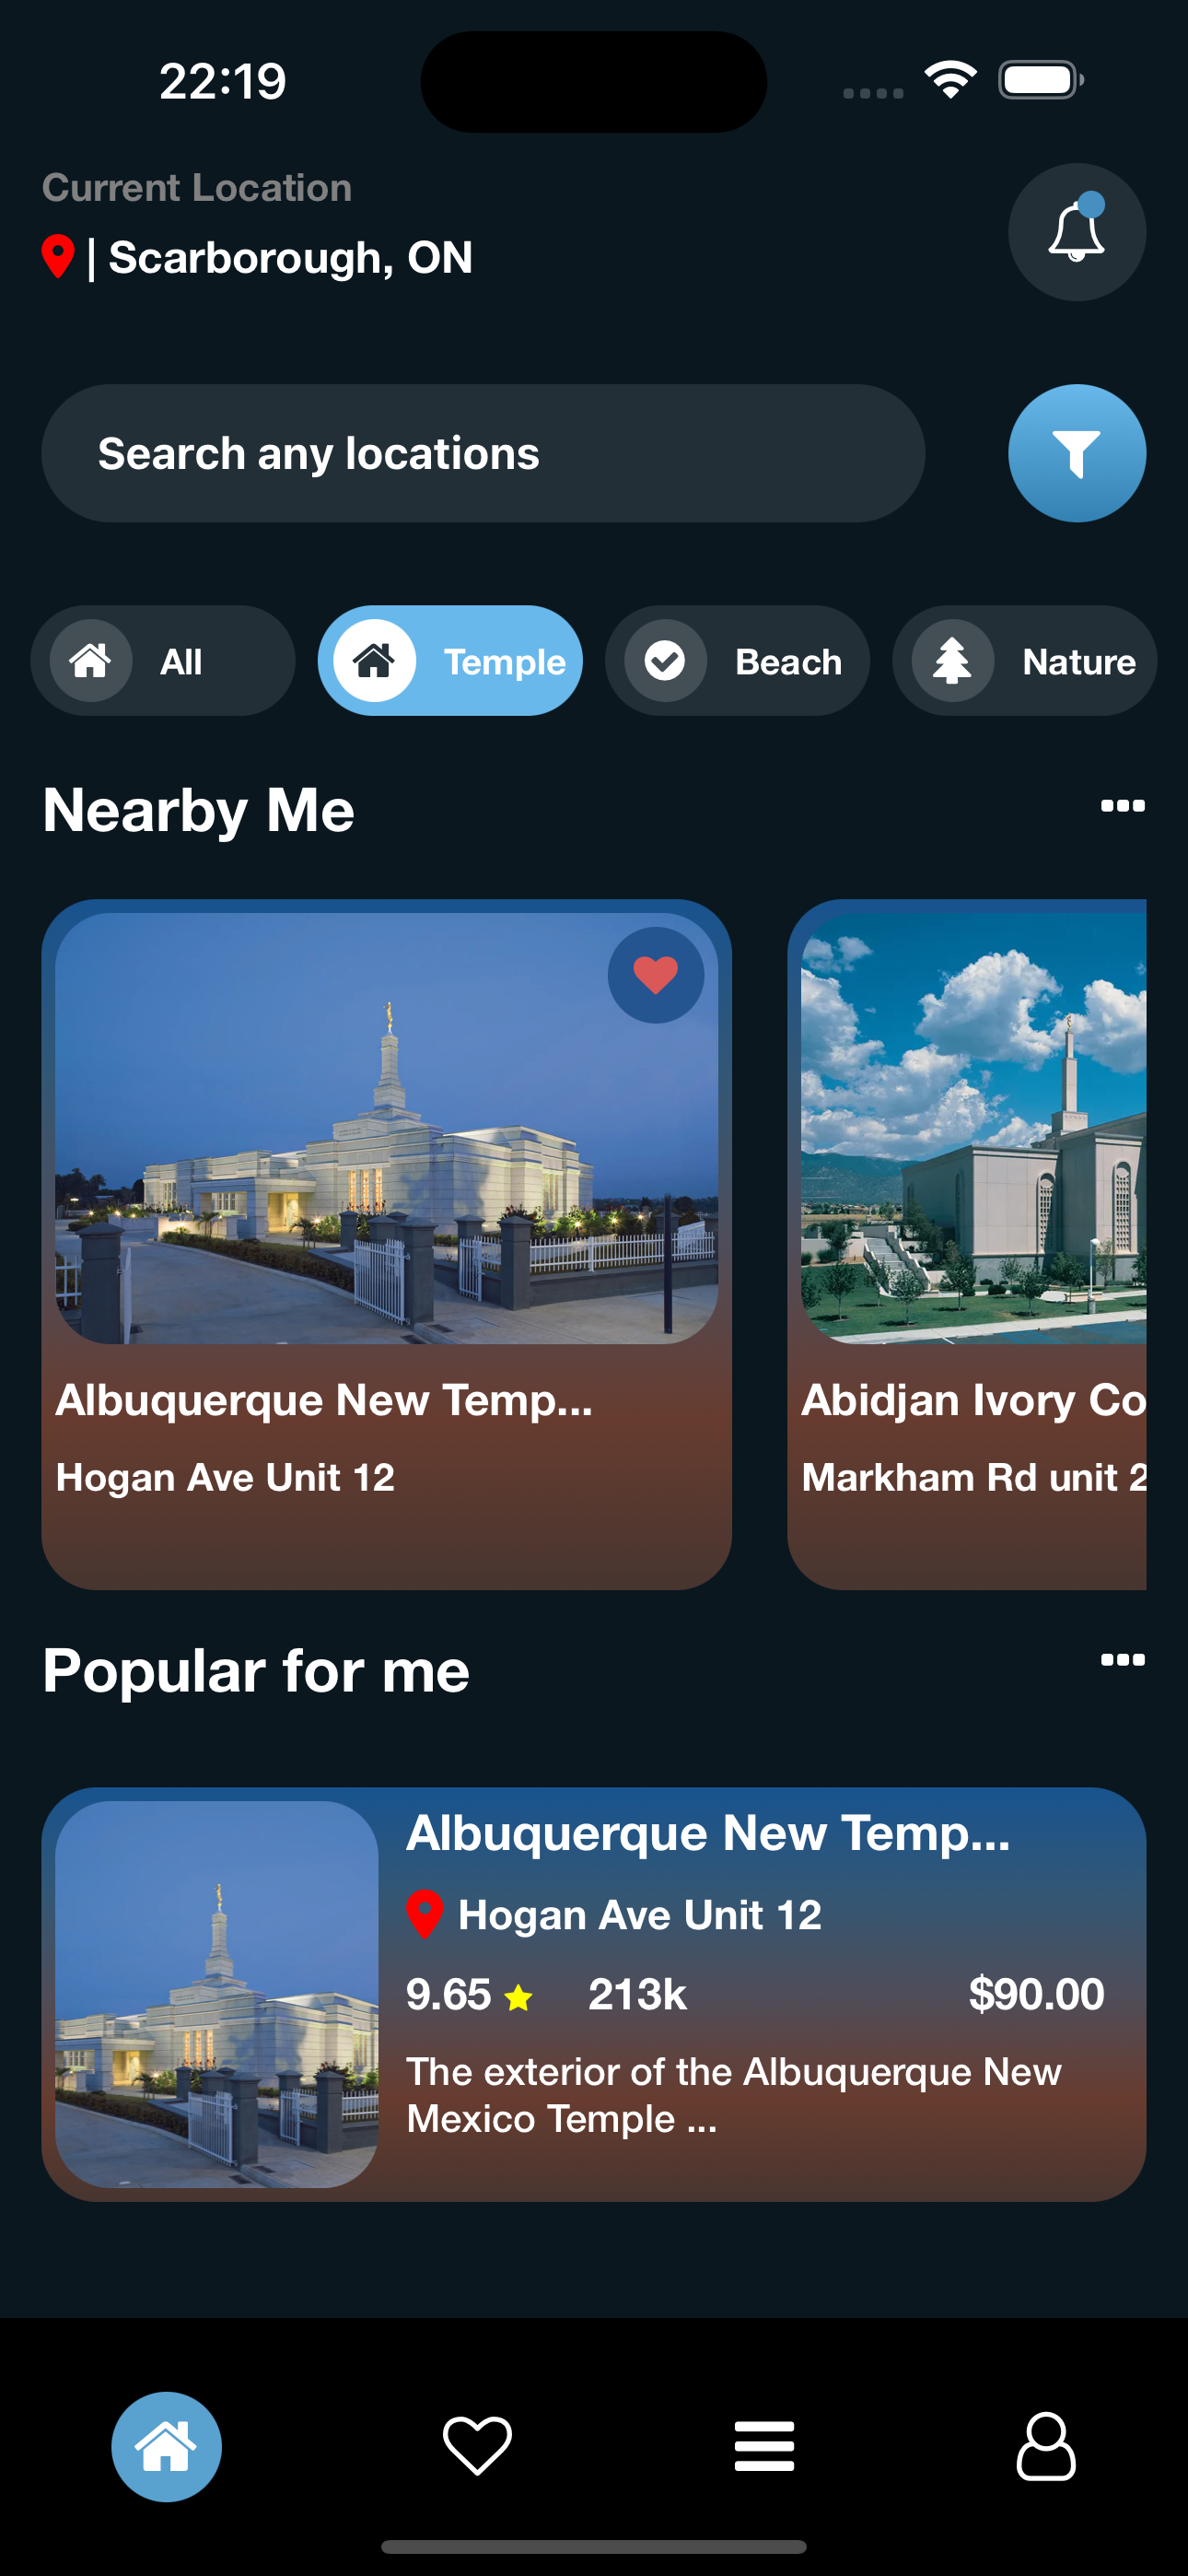 22:19
Current Location
| Scarborough, ON
Search any locations
All
Temple
Beach
Nature
Nearby Me
Albuquerque New Temp...
Hogan Ave Unit 12
Abidjan Ivory Co
Markham Rd unit 2
Popular for me
Albuquerque New Temp...
Hogan Ave Unit 12
9.65 213k $90.00
The exterior of the Albuquerque New
Mexico Temple ...